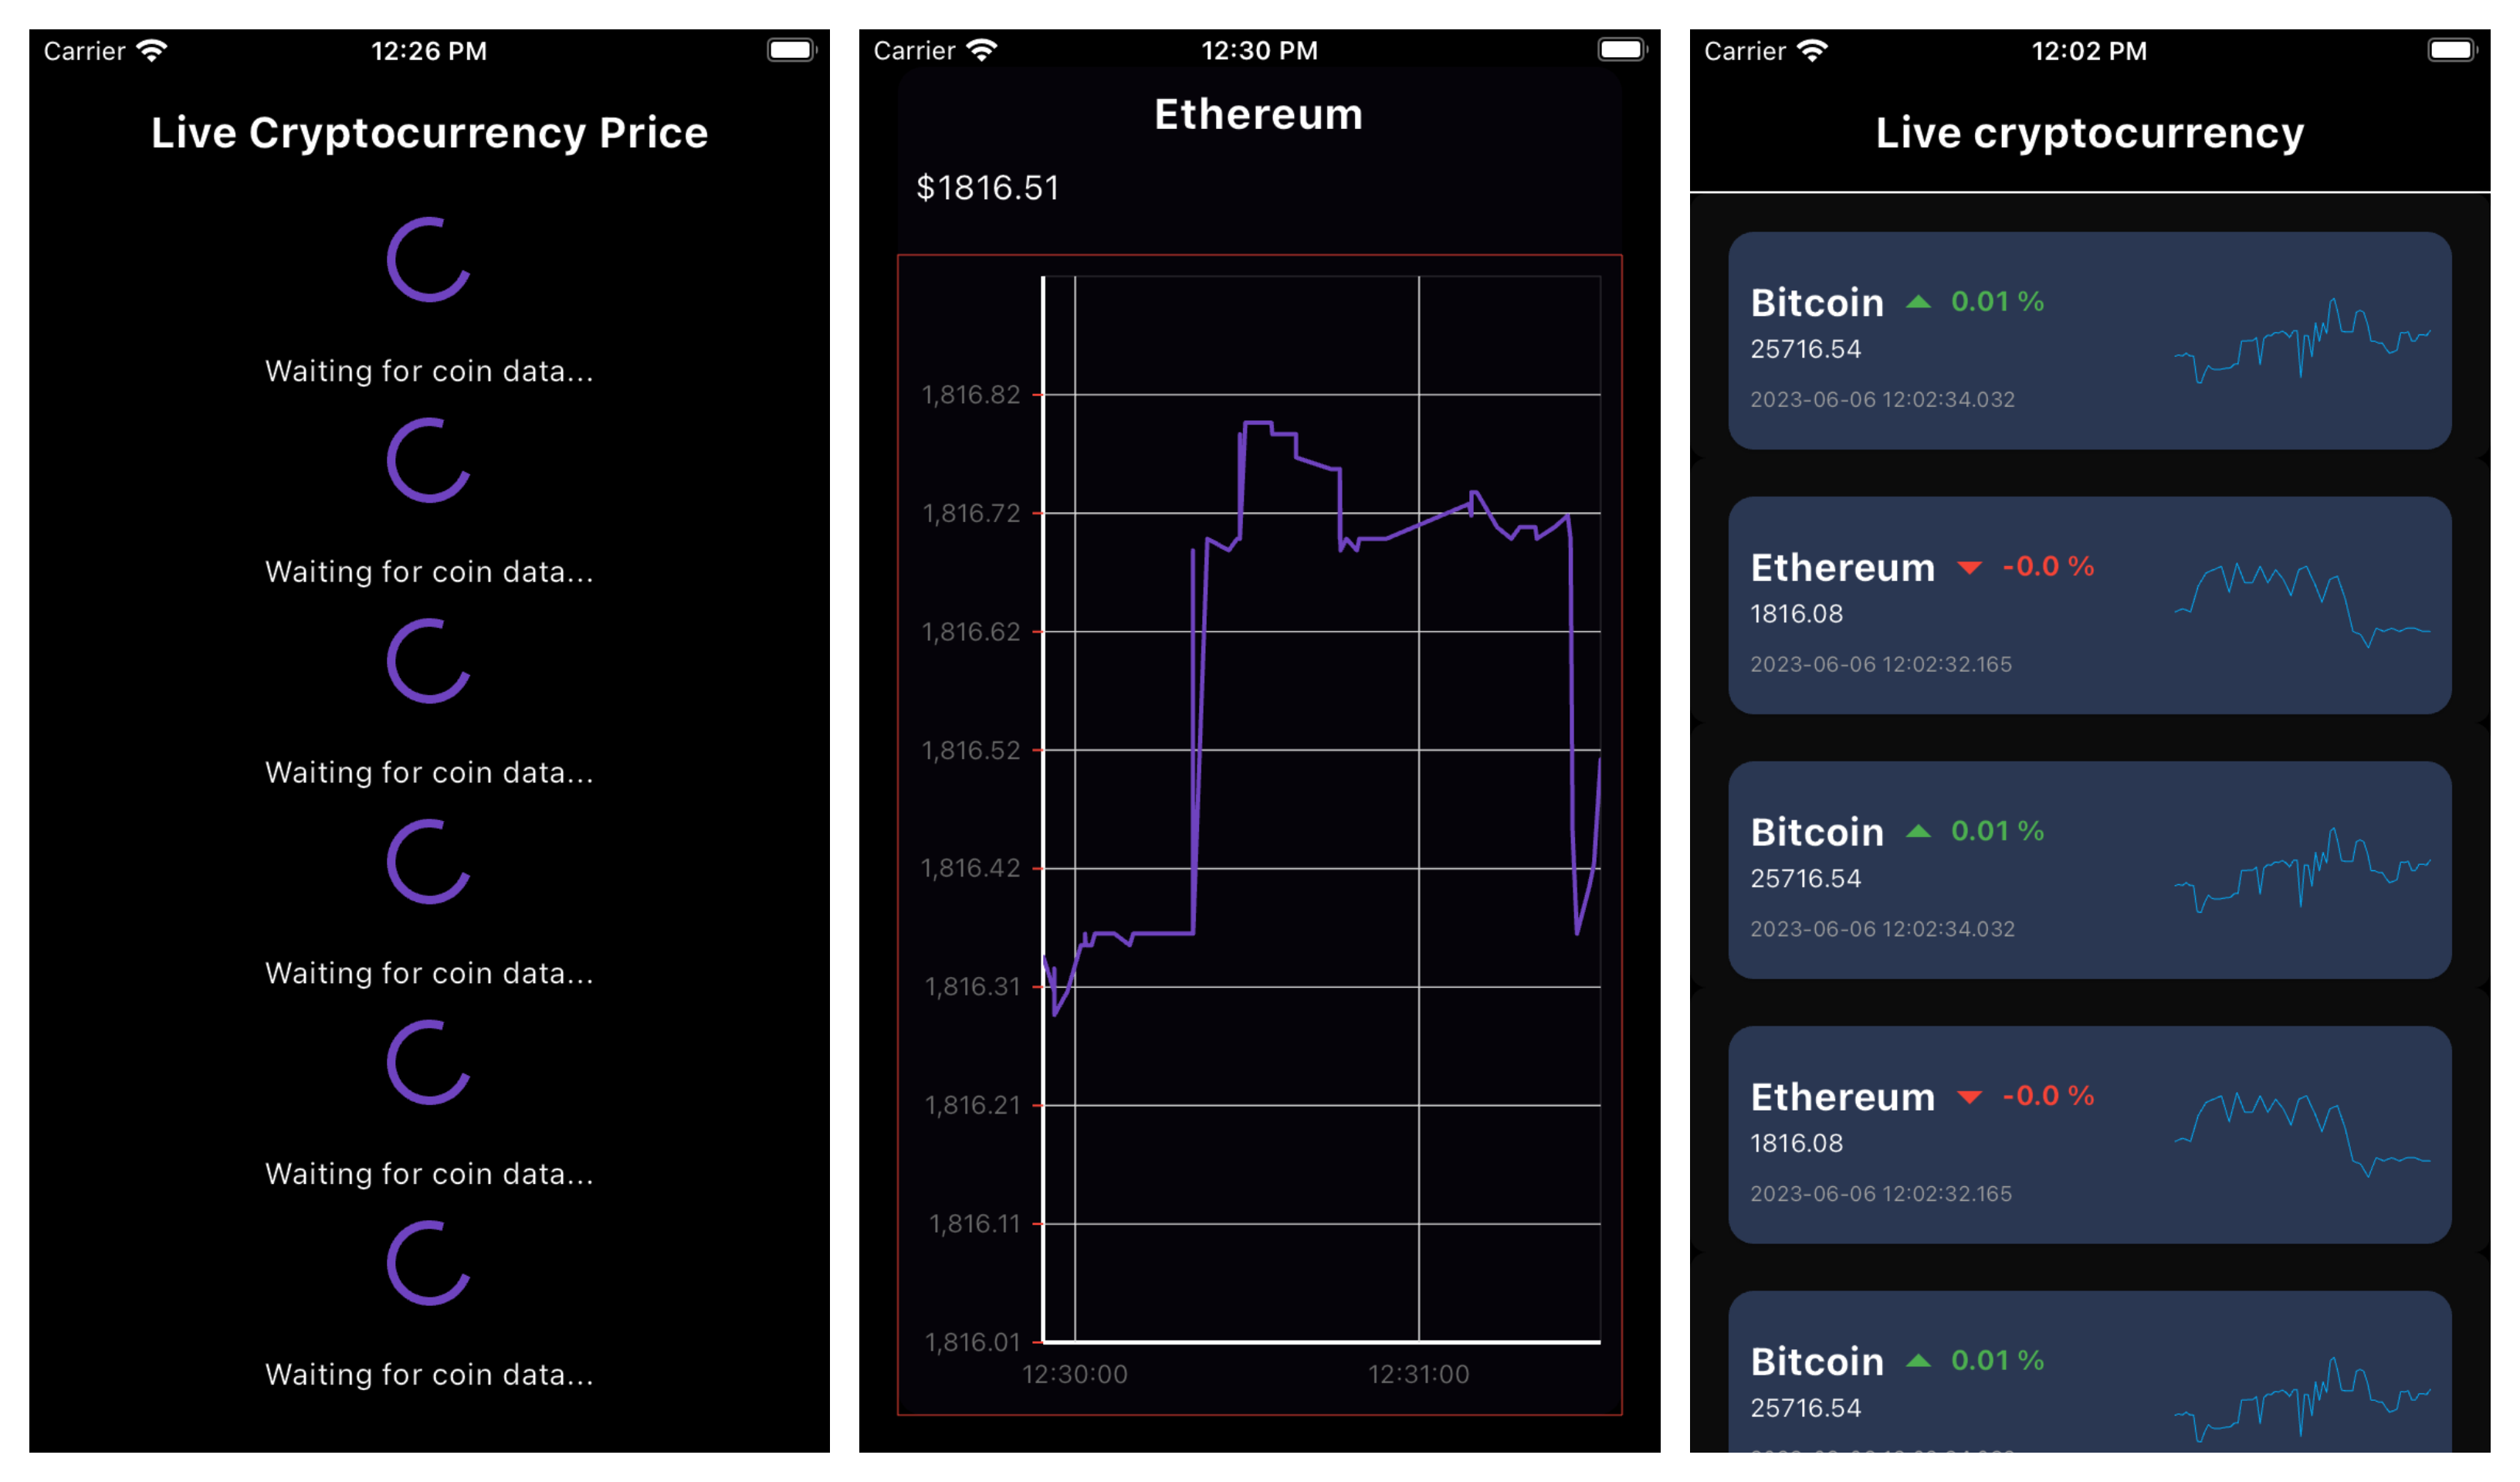 Carrier 12:26 PM
Live Cryptocurrency Price
Waiting for coin data...
Waiting for coin data...
Waiting for coin data...
Waiting for coin data...
Waiting for coin data...
Waiting for coin data...
Carrier 12:30 PM
Ethereum
$1816.51
1,816.82
1,816.72
1,816.62
1,816.52
1,816.42
1,816.31
1,816.21
1,816.11
1,816.01
12:30:00 12:31:00
Carrier 12:02 PM
Live cryptocurrency
Bitcoin 0.01 %
25716.54
2023-06-06 12:02:34.032
Ethereum -0.0 %
1816.08
2023-06-06 12:02:32.165
Bitcoin 0.01 %
25716.54
2023-06-06 12:02:34.032
Ethereum -0.0 %
1816.08
2023-06-06 12:02:32.165
Bitcoin 0.01 %
25716.54